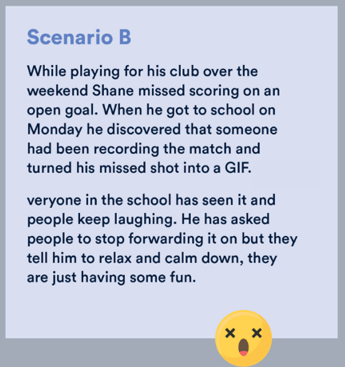 Scenario B
While playing for his club over the
weekend Shane missed scoring on an
open goal. When he got to school on
Monday he discovered that someone
had been recording the match and
turned his missed shot into a GIF.
veryone in the school has seen it and
people keep laughing. He has asked
people to stop forwarding it on but they
tell him to relax and calm down, they
are just having some fun.